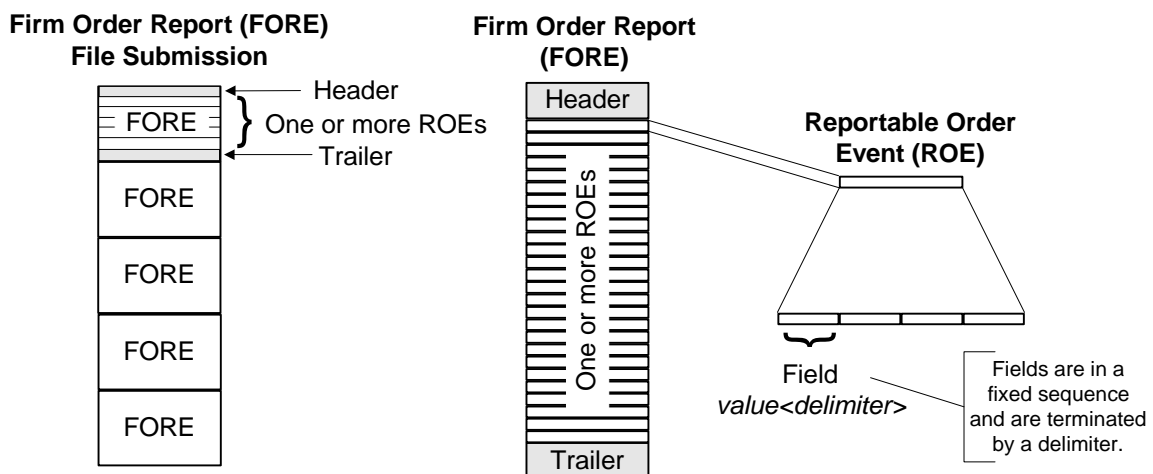 Firm Order Report (FORE)
File Submission
Header
FORE
One or more ROEs
Trailer
FORE
FORE
FORE
FORE
Firm Order Report
(FORE)
Header
One or more ROEs
Trailer
Reportable Order
Event (ROE)
Field
value<delimiter>
Fields are in a
fixed sequence
and are terminated
by a delimiter.